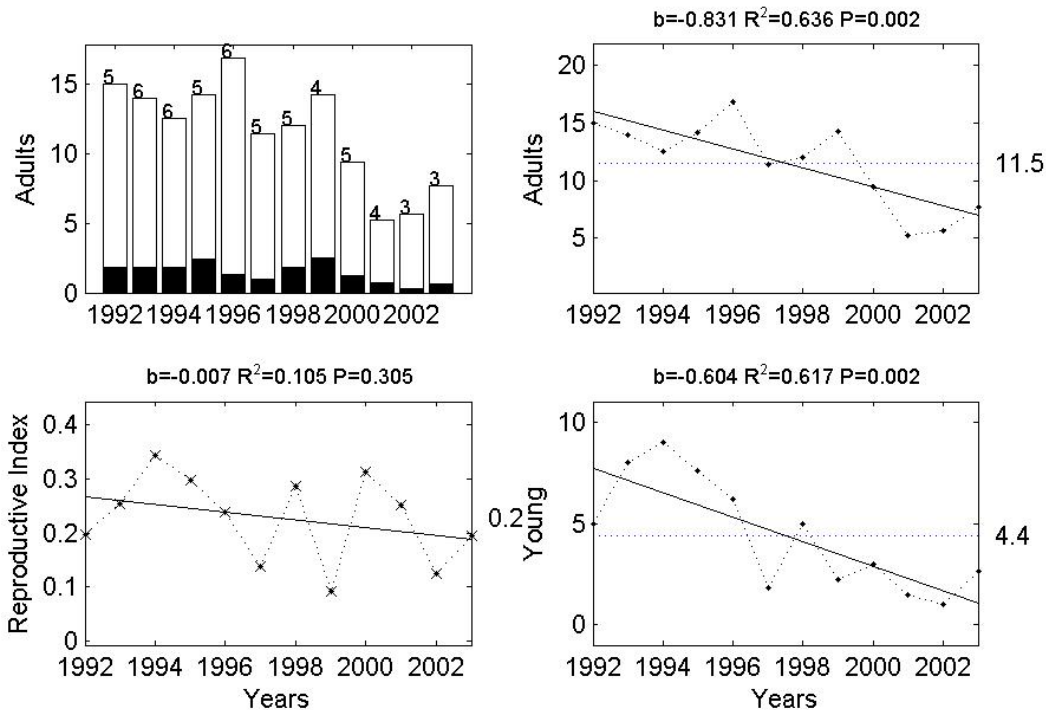 5 6 6 5 6 5 5 4 5 4 3 3
15
10
5
0
Adults
1992 1994 1996 1998 2000 2002
b=-0.831 R²=0.636 P=0.002
20
15
10
5
Adults
11.5
1992 1994 1996 1998 2000 2002
b=-0.007 R²=0.105 P=0.305
0.4
0.3
0.2
0.1
0
Reproductive Index
0.2
1992 1994 1996 1998 2000 2002
Years
b=-0.604 R²=0.617 P=0.002
10
5
0
Young
4.4
1992 1994 1996 1998 2000 2002
Years